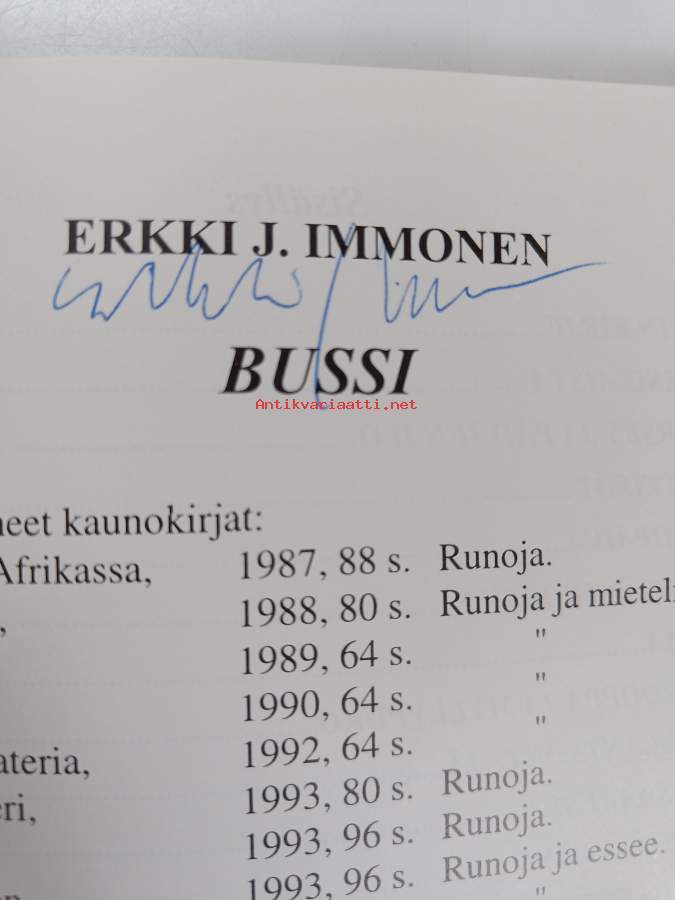 Sisällys
ERKKI J. IMMONEN
BUSSI
Antikvariaatti.net
neet kaunokirjat:
Afrikassa, 1987, 88 s. Runoja.
, 1988, 80 s. Runoja ja mietel
1989, 64 s. "
1990, 64 s. "
1992, 64 s. "
ateria, 1993, 80 s. Runoja.
eri, 1993, 96 s. Runoja.
1993, 96 s. Runoja ja essee.
"